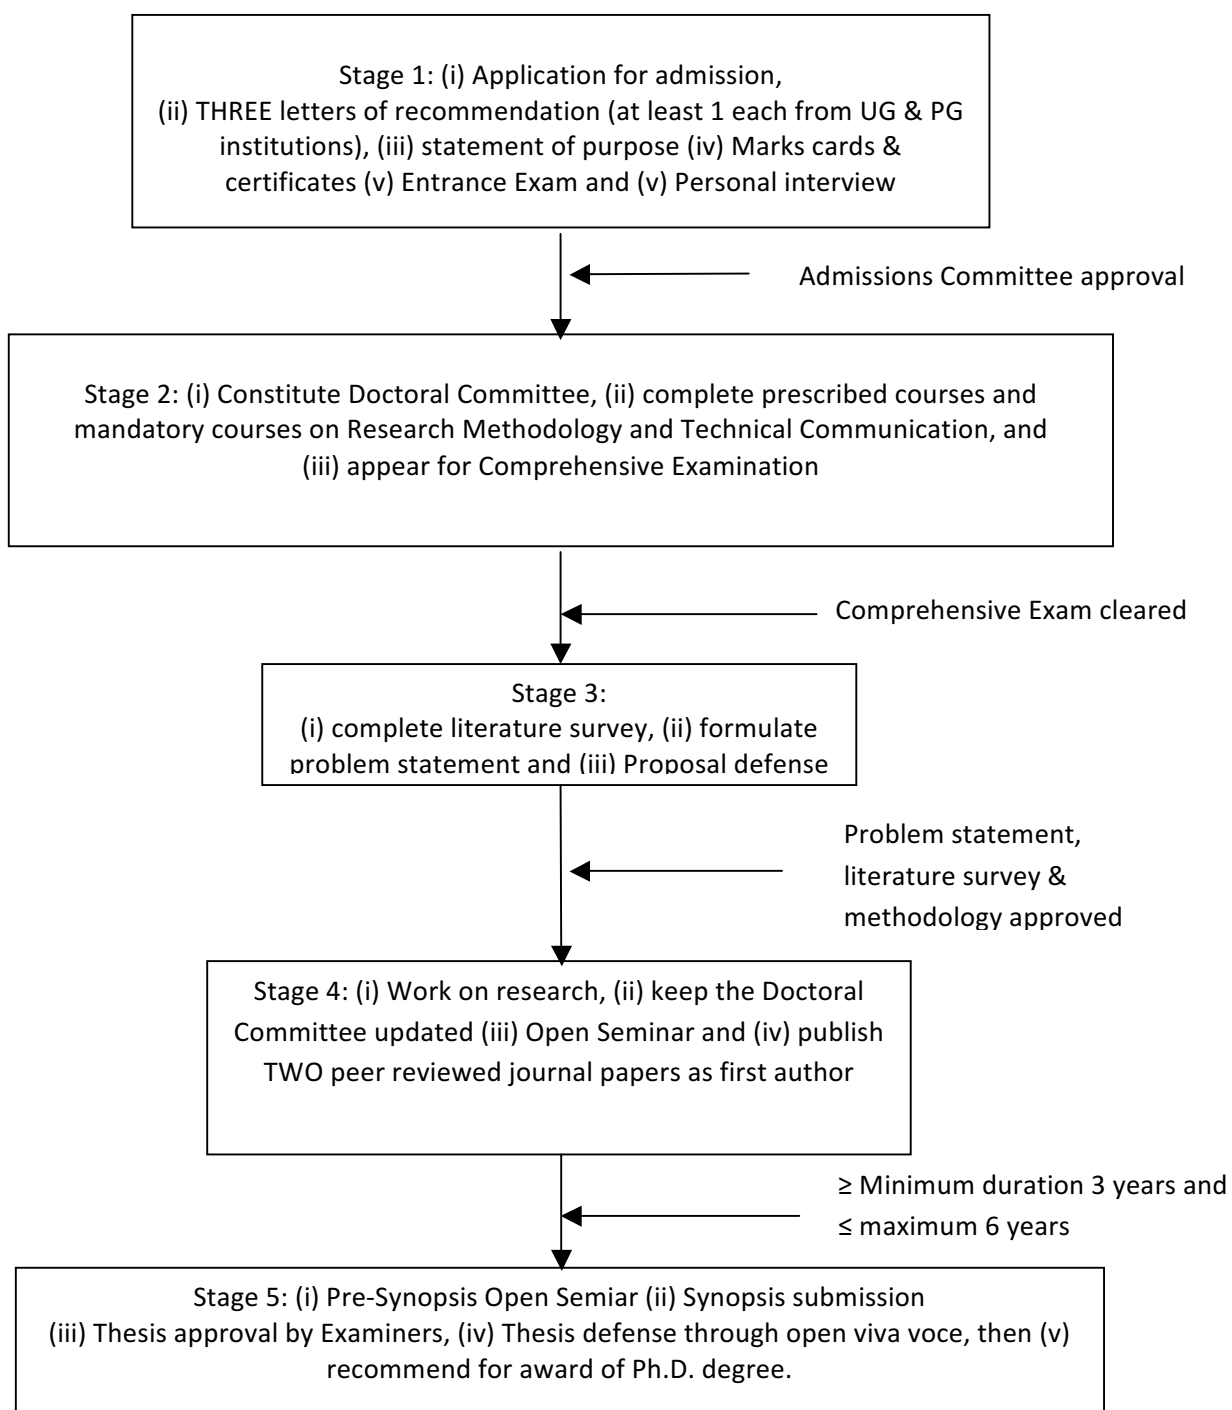 Stage 1: (i) Application for admission,
(ii) THREE letters of recommendation (at least 1 each from UG & PG
institutions), (iii) statement of purpose (iv) Marks cards &
certificates (v) Entrance Exam and (v) Personal interview
Admissions Committee approval
Stage 2: (i) Constitute Doctoral Committee, (ii) complete prescribed courses and
mandatory courses on Research Methodology and Technical Communication, and
(iii) appear for Comprehensive Examination
Comprehensive Exam cleared
Stage 3:
(i) complete literature survey, (ii) formulate
problem statement and (iii) Proposal defense
Problem statement,
literature survey &
methodology approved
Stage 4: (i) Work on research, (ii) keep the Doctoral
Committee updated (iii) Open Seminar and (iv) publish
TWO peer reviewed journal papers as first author
≥ Minimum duration 3 years and
≤ maximum 6 years
Stage 5: (i) Pre-Synopsis Open Semiar (ii) Synopsis submission
(iii) Thesis approval by Examiners, (iv) Thesis defense through open viva voce, then (v)
recommend for award of Ph.D. degree.